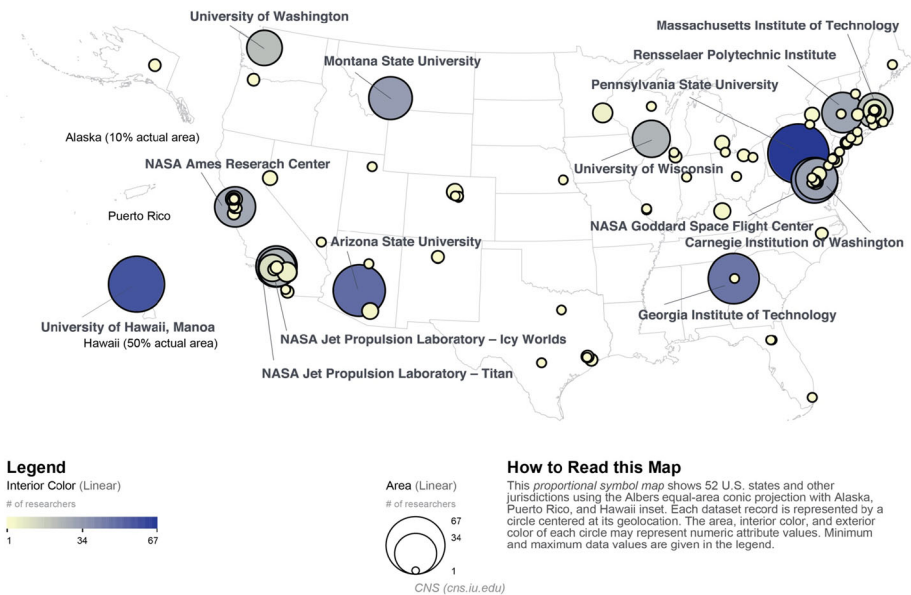 University of Washington
Massachusetts Institute of Technology
Rensselaer Polytechnic Institute
Montana State University
Pennsylvania State University
Alaska (10% actual area)
NASA Ames Reserach Center
University of Wisconsin
Puerto Rico
NASA Goddard Space Flight Center
Arizona State University
Carnegie Institution of Washington
University of Hawaii, Manoa
Hawaii (50% actual area)
Georgia Institute of Technology
NASA Jet Propulsion Laboratory – Icy Worlds
NASA Jet Propulsion Laboratory – Titan
Legend
Interior Color (Linear)
# of researchers
1 34 67
Area (Linear)
# of researchers
67
34
1
How to Read this Map
This proportional symbol map shows 52 U.S. states and other
jurisdictions using the Albers equal-area conic projection with Alaska,
Puerto Rico, and Hawaii inset. Each dataset record is represented by a
circle centered at its geolocation. The area, interior color, and exterior
color of each circle may represent numeric attribute values. Minimum
and maximum data values are given in the legend.
CNS (cns.iu.edu)